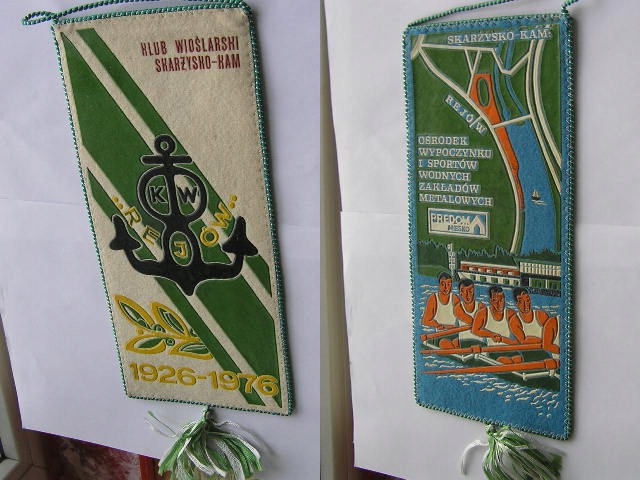 KLUB WIOŚLARSKI
SKARŻYSKO-KAM
KW
„REJÓW”
1926-1976
SKARŻYSKO-KAM.
REJÓW
OŚRODEK
WYPOCZYNKU
I SPORTÓW
WODNYCH
ZAKŁADÓW
METALOWYCH
PREDOM
MESKO